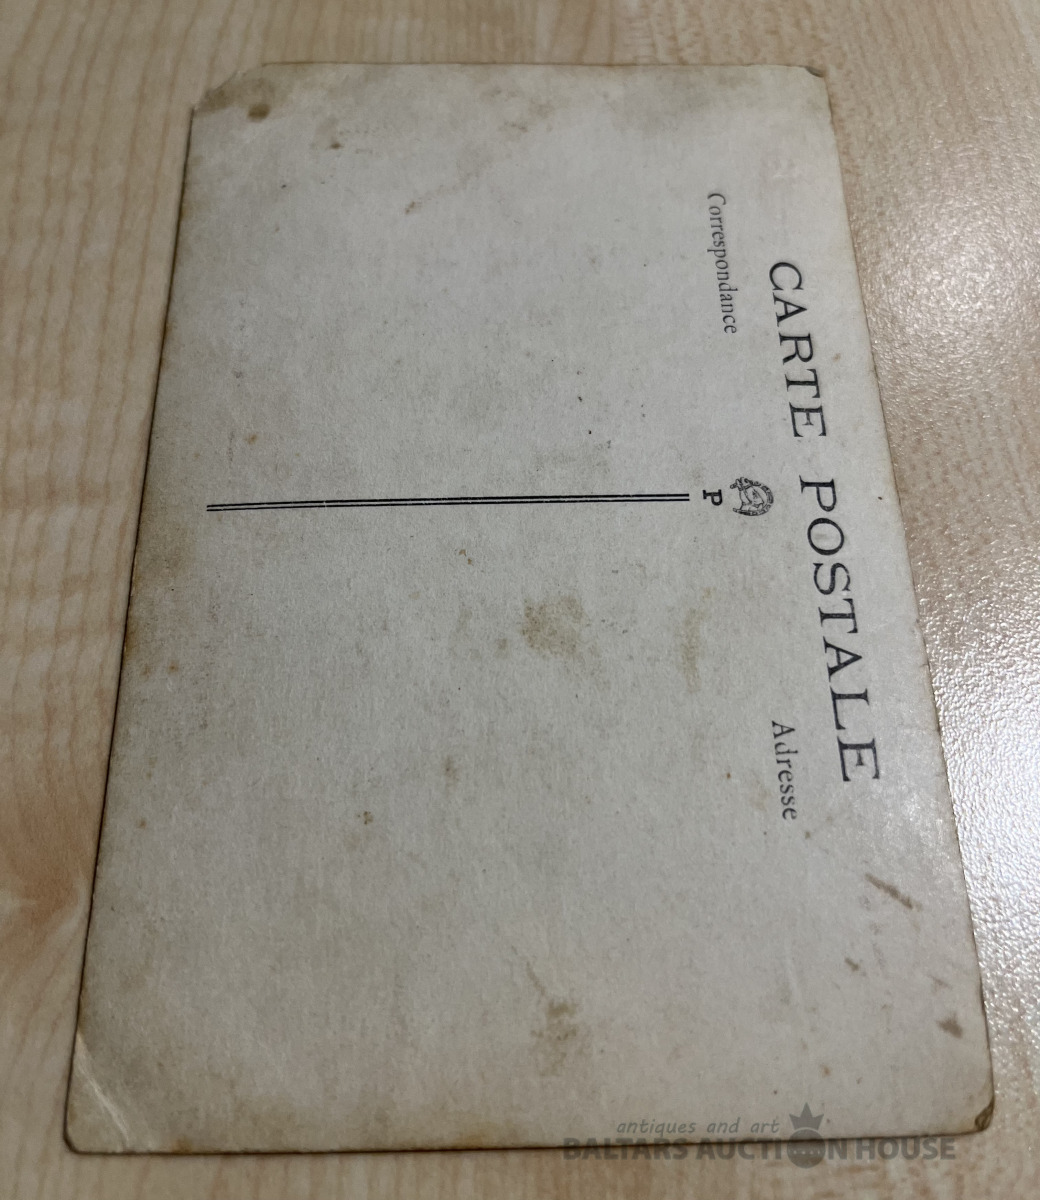 CARTE POSTALE
Correspondance
P
Adresse
antiques and art
BALTARS AUCTION HOUSE